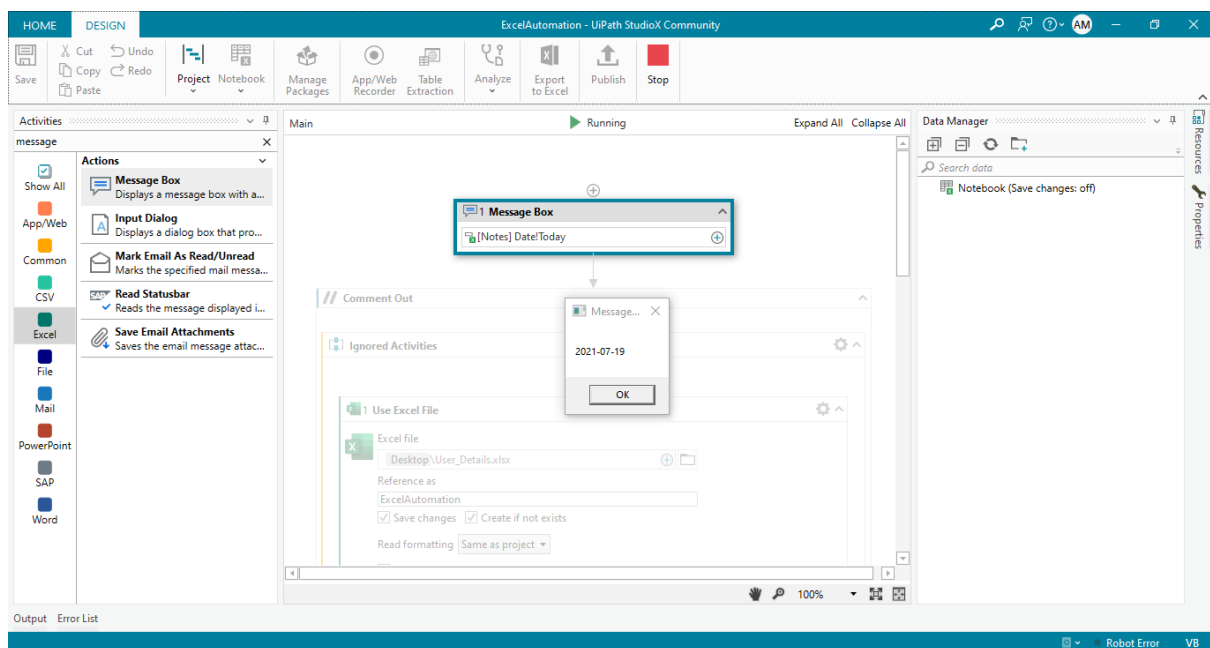 HOME DESIGN ExcelAutomation - UiPath StudioX Community AM
Save
Cut Undo
Copy Redo
Paste
Project Notebook
Manage Packages
App/Web Recorder
Table Extraction
Analyze
Export to Excel
Publish
Stop
Activities
message
Show All
App/Web
Common
CSV
Excel
File
Mail
PowerPoint
SAP
Word
Actions
Message Box
Displays a message box with a...
Input Dialog
Displays a dialog box that pro...
Mark Email As Read/Unread
Marks the specified mail messa...
Read Statusbar
Reads the message displayed i...
Save Email Attachments
Saves the email message attac...
Main Running Expand All Collapse All
1 Message Box
[Notes] Date!Today
// Comment Out
Ignored Activities
1 Use Excel File
Excel file
Desktop\User_Details.xlsx
Reference as
ExcelAutomation
Save changes Create if not exists
Read formatting Same as project
Message...
2021-07-19
OK
100%
Data Manager
Search data
Notebook (Save changes: off)
Resources
Properties
Output Error List
Robot Error VB